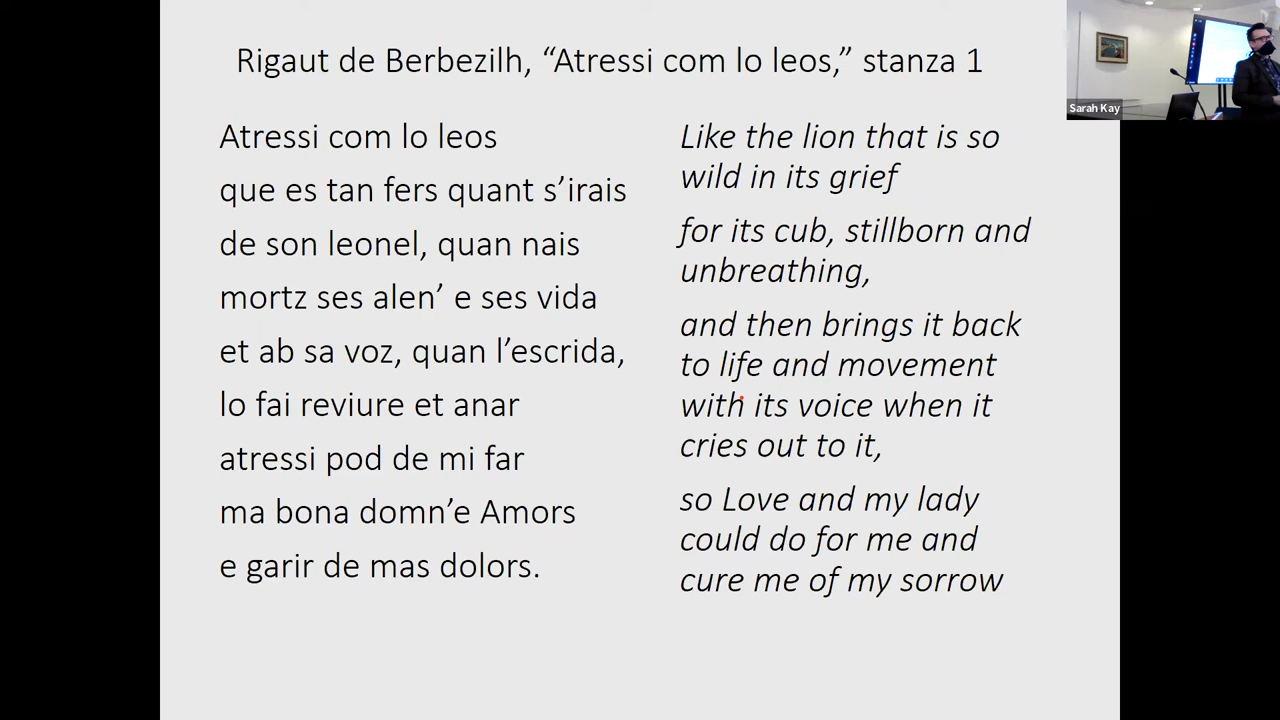 Rigaut de Berbezilh, “Atressi com lo leos,” stanza 1
Atressi com lo leos
que es tan fers quant s’irais
de son leonel, quan nais
mortz ses alen’ e ses vida
et ab sa voz, quan l’escrida,
lo fai reviure et anar
atressi pod de mi far
ma bona domn’e Amors
e garir de mas dolors.
Like the lion that is so
wild in its grief
for its cub, stillborn and
unbreathing,
and then brings it back
to life and movement
with its voice when it
cries out to it,
so Love and my lady
could do for me and
cure me of my sorrow
Sarah Kay